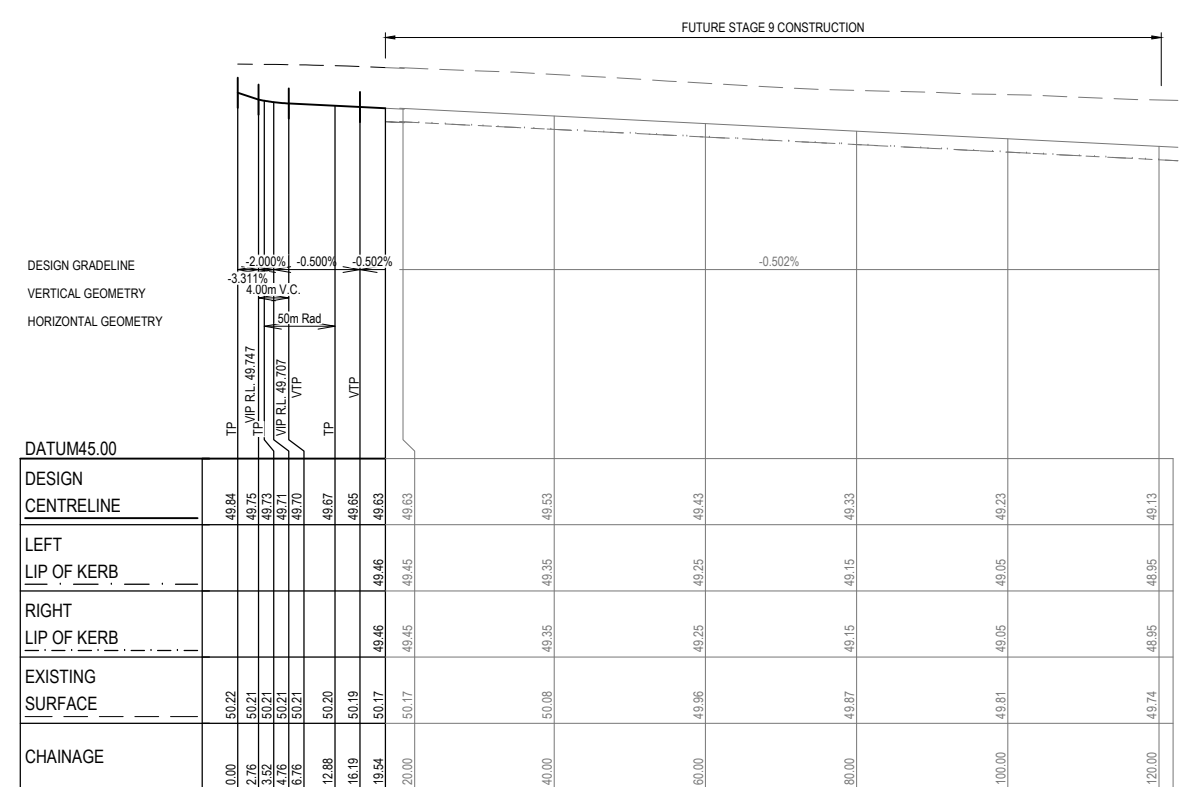 FUTURE STAGE 9 CONSTRUCTION
DESIGN GRADELINE
-2.000% -0.500% -0.502% -0.502%
-3.311%
VERTICAL GEOMETRY
4.00m V.C.
HORIZONTAL GEOMETRY
50m Rad
TP
VIP R.L. 49.747
TP
VIP R.L. 49.707
VTP
TP
VTP
DATUM45.00
DESIGN
CENTRELINE
49.84 49.75 49.73 49.71 49.70 49.67 49.65 49.63 49.63 49.53 49.43 49.33 49.23 49.13
LEFT
LIP OF KERB
49.46 49.45 49.35 49.25 49.15 49.05 48.95
RIGHT
LIP OF KERB
49.46 49.45 49.35 49.25 49.15 49.05 48.95
EXISTING
SURFACE
50.22 50.21 50.21 50.21 50.21 50.20 50.19 50.17 50.17 50.08 49.96 49.87 49.81 49.74
CHAINAGE
0.00 2.76 3.52 4.76 6.76 12.88 16.19 19.54 20.00 40.00 60.00 80.00 100.00 120.00